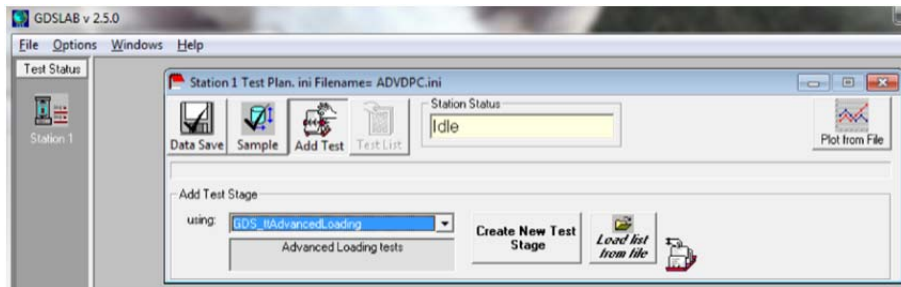 GDSLAB v 2.5.0
File Options Windows Help
Test Status
Station 1 Test Plan. ini Filename= ADVDPC.ini
Station 1
Data Save
Sample
Add Test
Test List
Station Status
Idle
Plot from File
Add Test Stage
using:
GDS_tlAdvancedLoading
Advanced Loading tests
Create New Test
Stage
Load list
from file